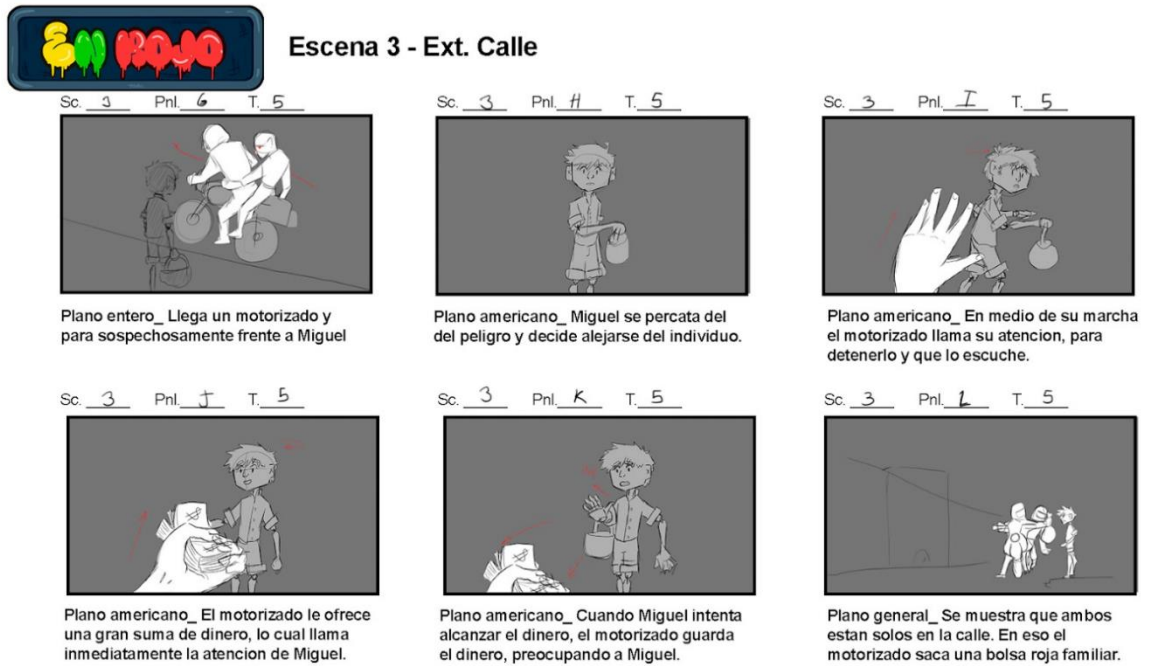 EN ROJO
Escena 3 - Ext. Calle
Sc. 3 Pnl. G T. 5
Sc. 3 Pnl. H T. 5
Sc. 3 Pnl. I T. 5
Plano entero_ Llega un motorizado y
para sospechosamente frente a Miguel
Plano americano_ Miguel se percata del
del peligro y decide alejarse del individuo.
Plano americano_ En medio de su marcha
el motorizado llama su atencion, para
detenerlo y que lo escuche.
Sc. 3 Pnl. J T. 5
Sc. 3 Pnl. K T. 5
Sc. 3 Pnl. L T. 5
Plano americano_ El motorizado le ofrece
una gran suma de dinero, lo cual llama
inmediatamente la atencion de Miguel.
Plano americano_ Cuando Miguel intenta
alcanzar el dinero, el motorizado guarda
el dinero, preocupando a Miguel.
Plano general_ Se muestra que ambos
estan solos en la calle. En eso el
motorizado saca una bolsa roja familiar.